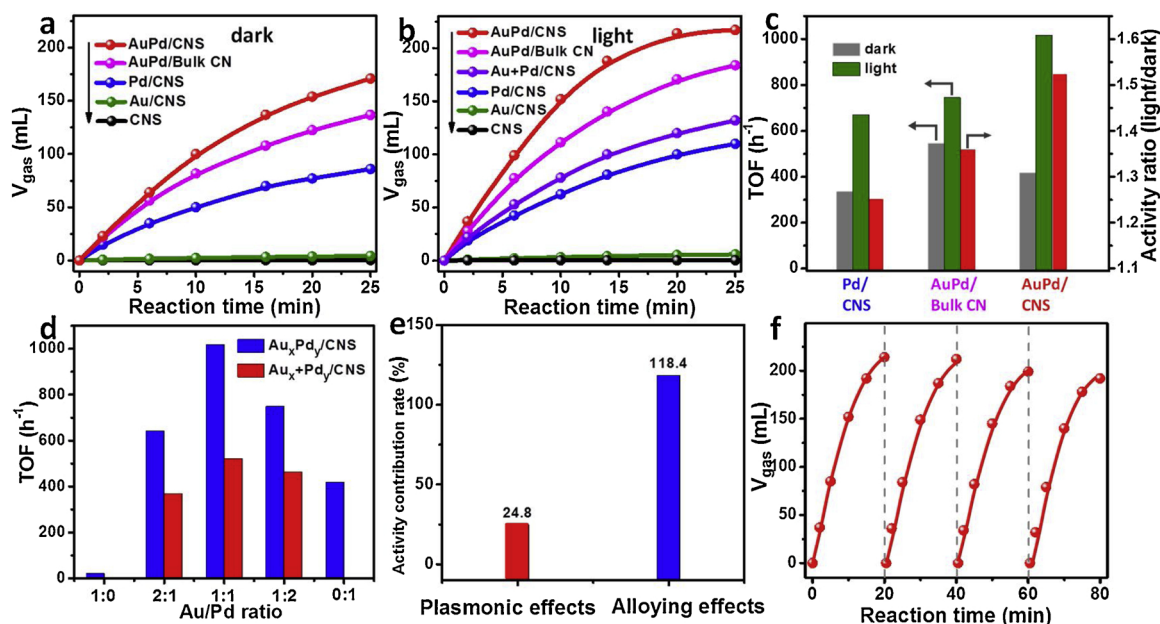 a
dark
AuPd/CNS
AuPd/Bulk CN
Pd/CNS
Au/CNS
CNS
200
150
100
50
0
V gas (mL)
0 5 10 15 20 25
Reaction time (min)
b
light
AuPd/CNS
AuPd/Bulk CN
Au+Pd/CNS
Pd/CNS
Au/CNS
CNS
200
150
100
50
0
V gas (mL)
0 5 10 15 20 25
Reaction time (min)
c
dark
light
1000
800
600
400
200
0
TOF (h-1)
1.6
1.5
1.4
1.3
1.2
1.1
Activity ratio (light/dark)
Pd/ AuPd/ AuPd/
CNS Bulk CN CNS
d
AuxPdy/CNS
Aux+Pdy/CNS
1000
800
600
400
200
0
TOF (h-1)
1:0 2:1 1:1 1:2 0:1
Au/Pd ratio
e
150
100
50
0
Activity contribution rate (%)
24.8
118.4
Plasmonic effects Alloying effects
f
200
150
100
50
0
Vgas (mL)
0 20 40 60 80
Reaction time (min)